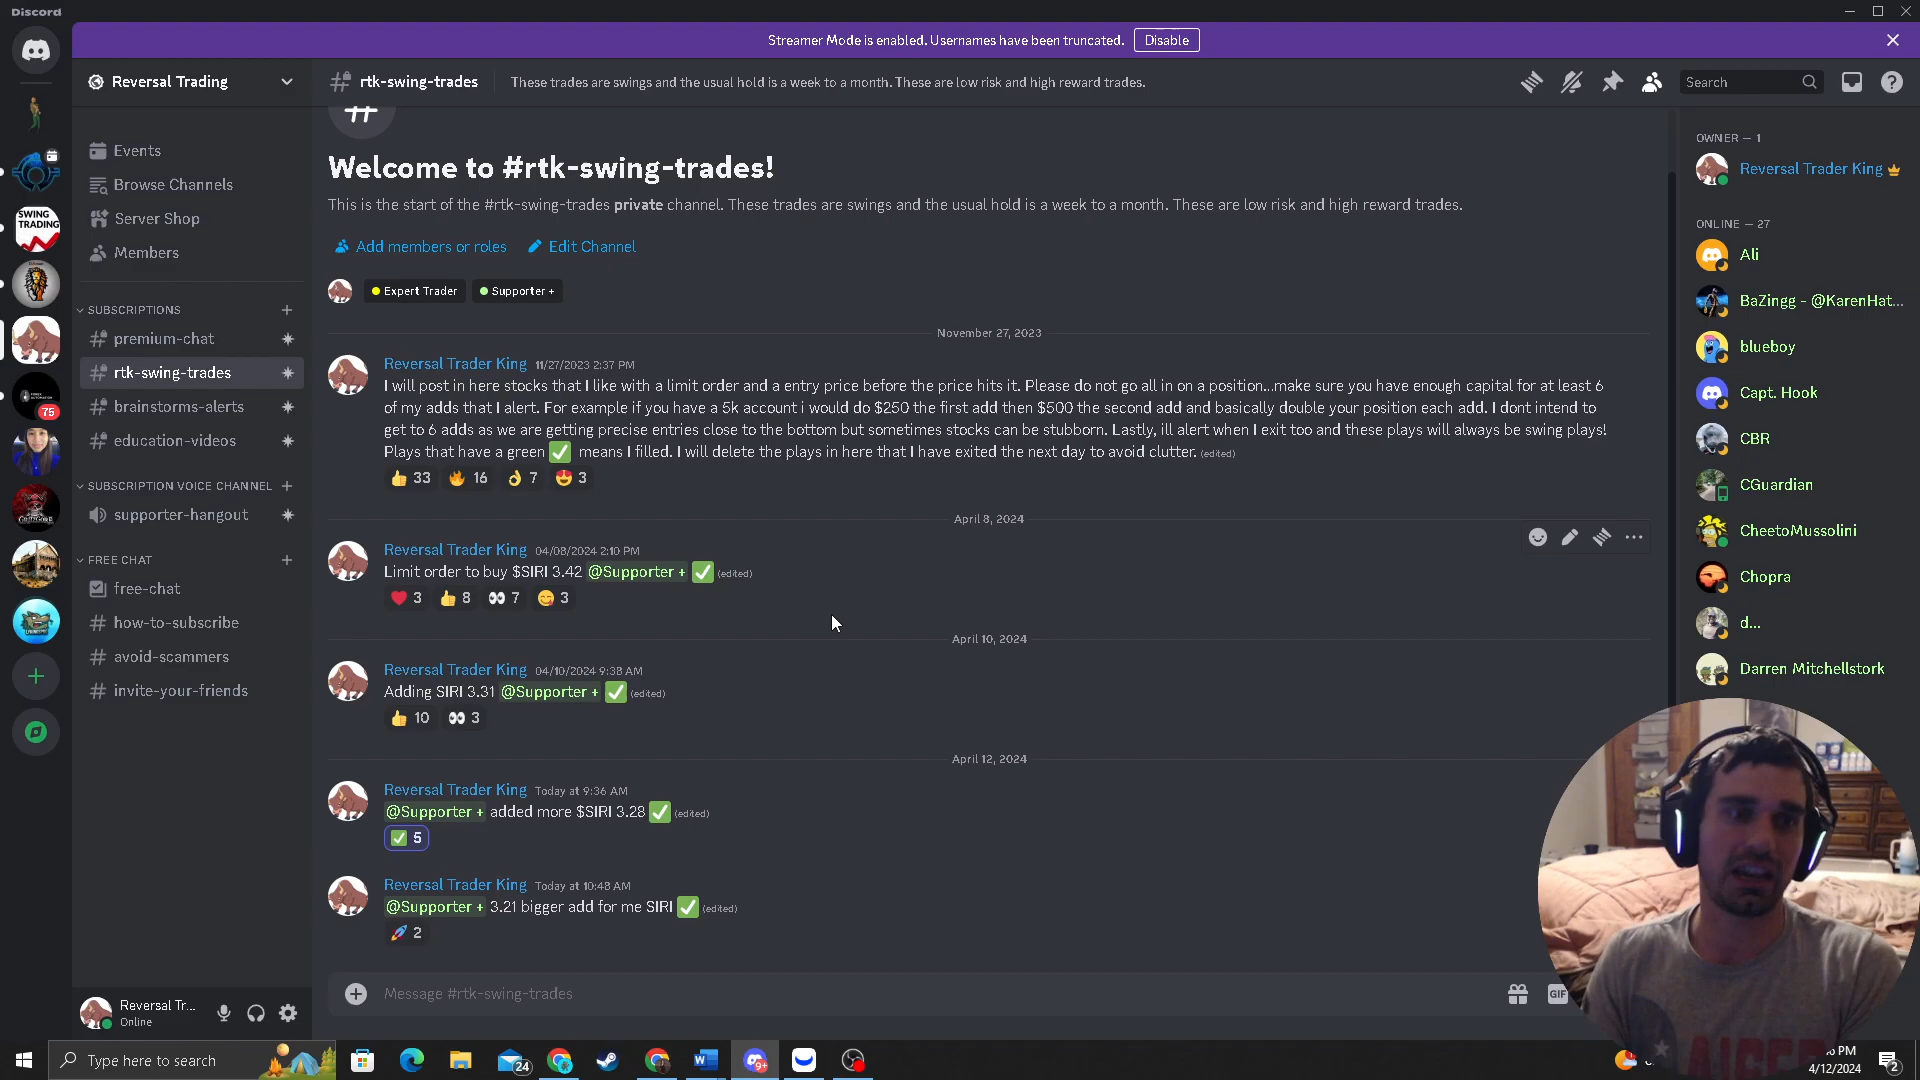 Discord
Streamer Mode is enabled. Usernames have been truncated. Disable
Reversal Trading
rtk-swing-trades These trades are swings and the usual hold is a week to a month. These are low risk and high reward trades.
Search
Events
Browse Channels
Server Shop
Members
SUBSCRIPTIONS
premium-chat
rtk-swing-trades
brainstorms-alerts
education-videos
SUBSCRIPTION VOICE CHANNEL
supporter-hangout
FREE CHAT
free-chat
how-to-subscribe
avoid-scammers
invite-your-friends
SWING
TRADING
75
Welcome to #rtk-swing-trades!
This is the start of the #rtk-swing-trades private channel. These trades are swings and the usual hold is a week to a month. These are low risk and high reward trades.
Add members or roles Edit Channel
Expert Trader Supporter +
November 27, 2023
Reversal Trader King 11/27/2023 2:37 PM
I will post in here stocks that I like with a limit order and a entry price before the price hits it. Please do not go all in on a position...make sure you have enough capital for at least 6
of my adds that I alert. For example if you have a 5k account i would do $250 the first add then $500 the second add and basically double your position each add. I dont intend to
get to 6 adds as we are getting precise entries close to the bottom but sometimes stocks can be stubborn. Lastly, ill alert when I exit too and these plays will always be swing plays!
Plays that have a green ✅ means I filled. I will delete the plays in here that I have exited the next day to avoid clutter. (edited)
👍 33 🔥 16 👌 7 😍 3
April 8, 2024
Reversal Trader King 04/08/2024 2:10 PM
Limit order to buy $SIRI 3.42 @Supporter + ✅ (edited)
❤️ 3 👍 8 👀 7 😋 3
April 10, 2024
Reversal Trader King 04/10/2024 9:38 AM
Adding SIRI 3.31 @Supporter + ✅ (edited)
👍 10 👀 3
April 12, 2024
Reversal Trader King Today at 9:36 AM
@Supporter + added more $SIRI 3.28 ✅ (edited)
✅ 5
Reversal Trader King Today at 10:48 AM
@Supporter + 3.21 bigger add for me SIRI ✅ (edited)
🚀 2
Message #rtk-swing-trades
GIF
OWNER — 1
Reversal Trader King
ONLINE — 27
Ali
BaZingg - @KarenHat...
blueboy
Capt. Hook
CBR
CGuardian
CheetoMussolini
Chopra
d...
Darren Mitchellstork
Reversal Tr...
Online
Type here to search
24
9+
PM
4/12/2024
2